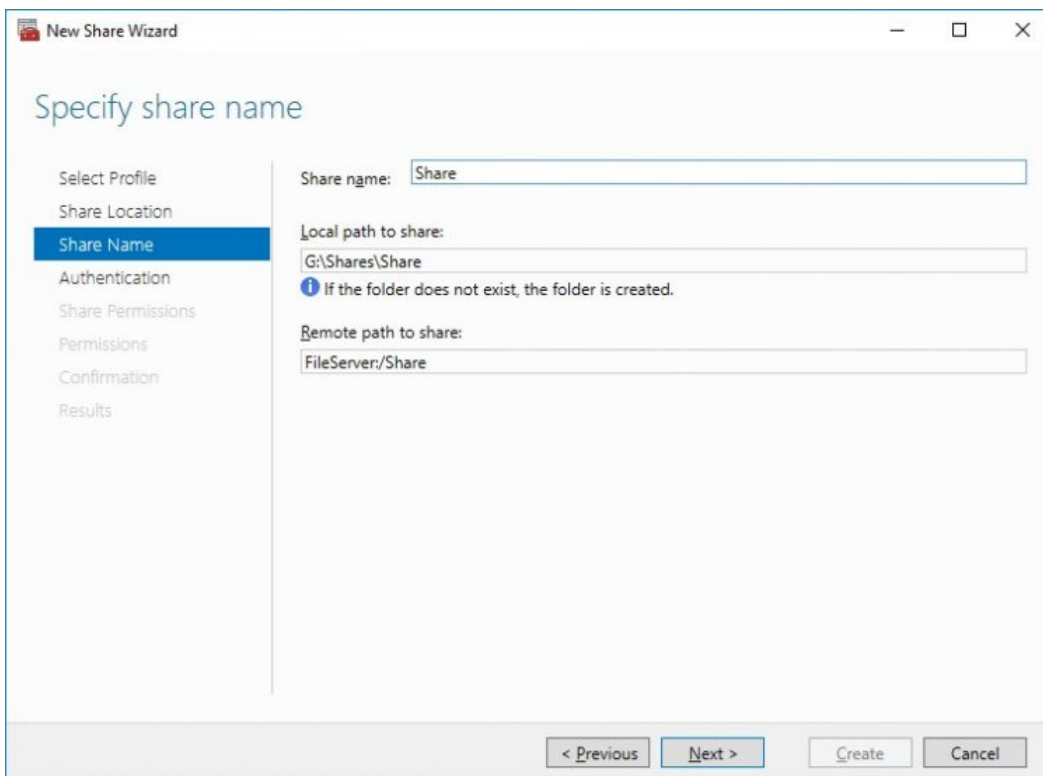 New Share Wizard
Specify share name
Select Profile
Share Location
Share Name
Authentication
Share Permissions
Permissions
Confirmation
Results
Share name: Share
Local path to share:
G:\Shares\Share
If the folder does not exist, the folder is created.
Remote path to share:
FileServer:/Share
< Previous Next > Create Cancel